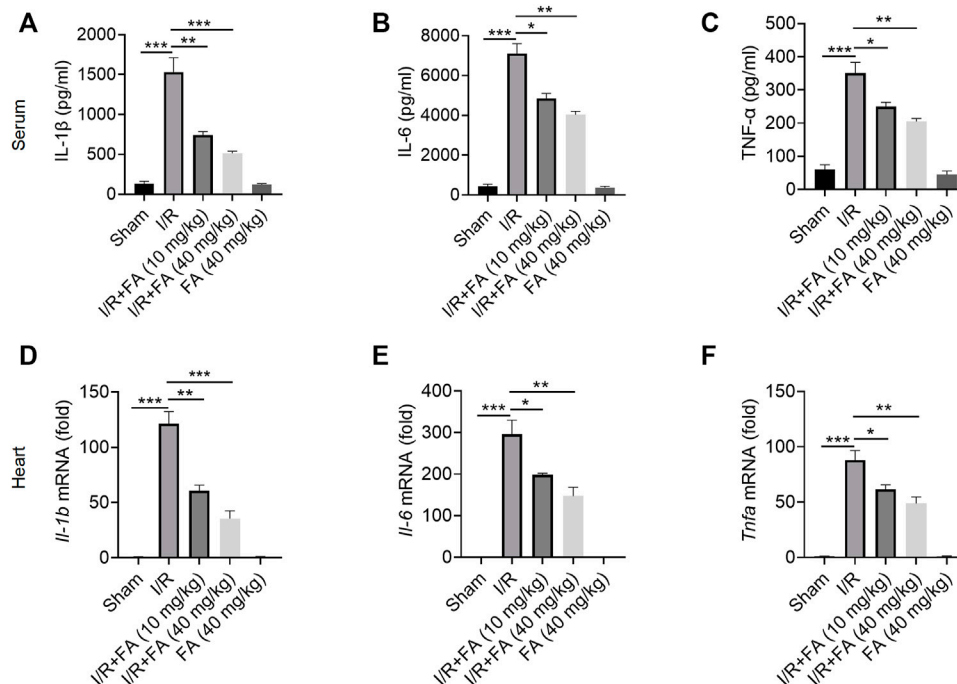 A
Serum
IL-1β (pg/ml)
2000
1500
1000
500
0
***
***
**
Sham
I/R
I/R+FA (10 mg/kg)
I/R+FA (40 mg/kg)
FA (40 mg/kg)
B
IL-6 (pg/ml)
8000
6000
4000
2000
0
**
***
*
Sham
I/R
I/R+FA (10 mg/kg)
I/R+FA (40 mg/kg)
FA (40 mg/kg)
C
TNF-α (pg/ml)
500
400
300
200
100
0
**
***
*
Sham
I/R
I/R+FA (10 mg/kg)
I/R+FA (40 mg/kg)
FA (40 mg/kg)
D
Heart
Il-1b mRNA (fold)
150
100
50
0
***
***
**
Sham
I/R
I/R+FA (10 mg/kg)
I/R+FA (40 mg/kg)
FA (40 mg/kg)
E
Il-6 mRNA (fold)
400
300
200
100
0
**
***
*
Sham
I/R
I/R+FA (10 mg/kg)
I/R+FA (40 mg/kg)
FA (40 mg/kg)
F
Tnfa mRNA (fold)
150
100
50
0
**
***
*
Sham
I/R
I/R+FA (10 mg/kg)
I/R+FA (40 mg/kg)
FA (40 mg/kg)